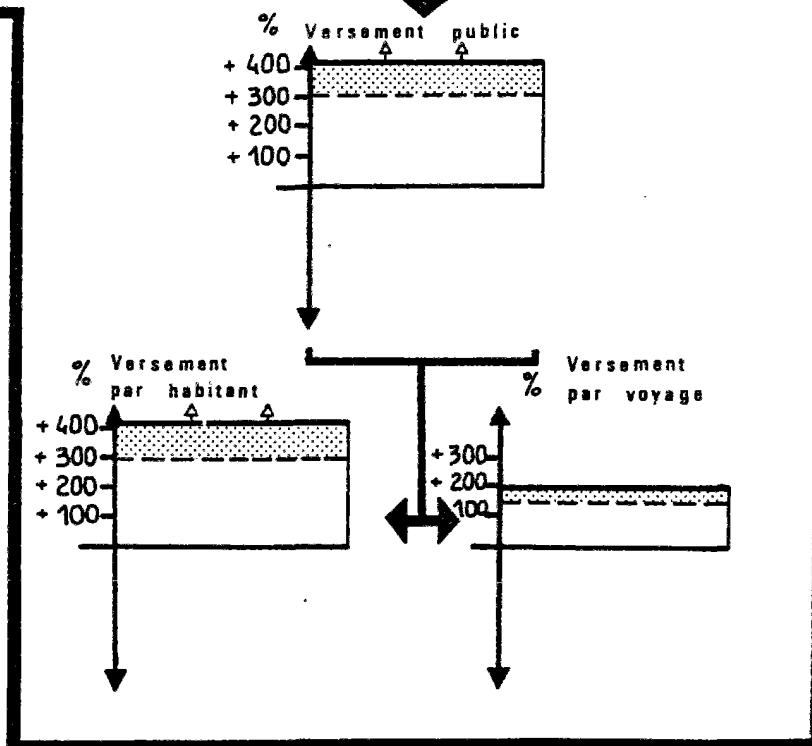 % Versement public
+ 400
+ 300
+ 200
+ 100
% Versement
par habitant
+ 400
+ 300
+ 200
+ 100
% Versement
par voyage
+ 300
+ 200
100